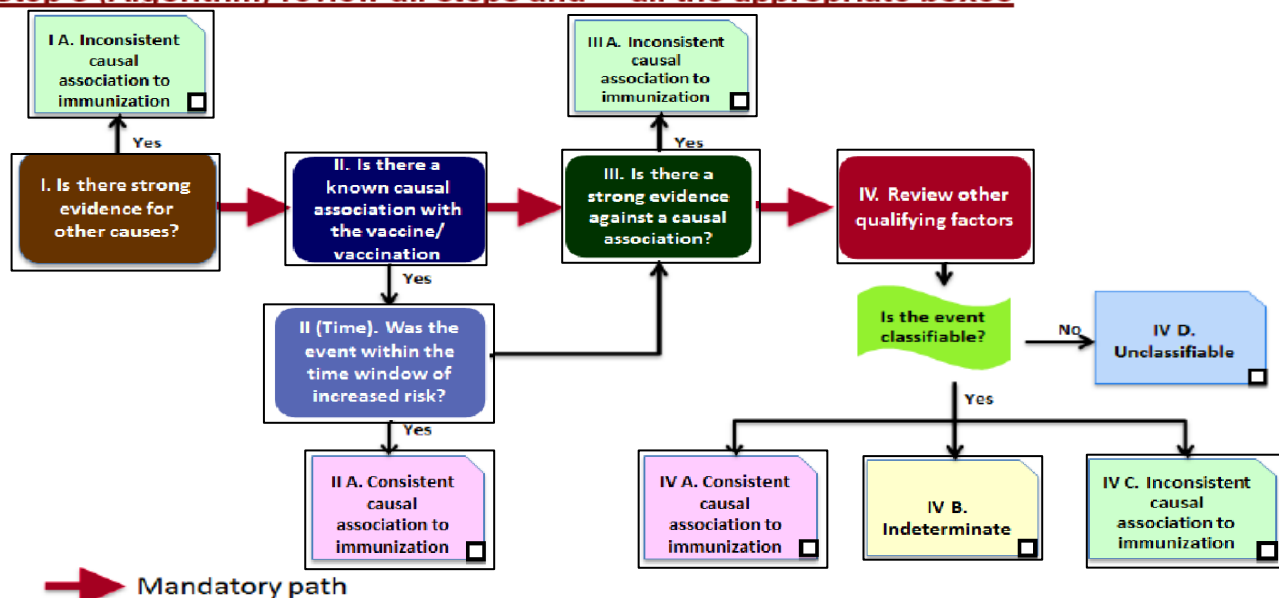 I A. Inconsistent
causal
association to
immunization
III A. Inconsistent
causal
association to
immunization
Yes
Yes
I. Is there strong
evidence for
other causes?
II. Is there a
known causal
association with
the vaccine/
vaccination
III. Is there a
strong evidence
against a causal
association?
IV. Review other
qualifying factors
Yes
II (Time). Was the
event within the
time window of
increased risk?
Is the event
classifiable?
No
IV D.
Unclassifiable
Yes
Yes
II A. Consistent
causal
association to
immunization
IV A. Consistent
causal
association to
immunization
IV B.
Indeterminate
IV C. Inconsistent
causal
association to
immunization
Mandatory path